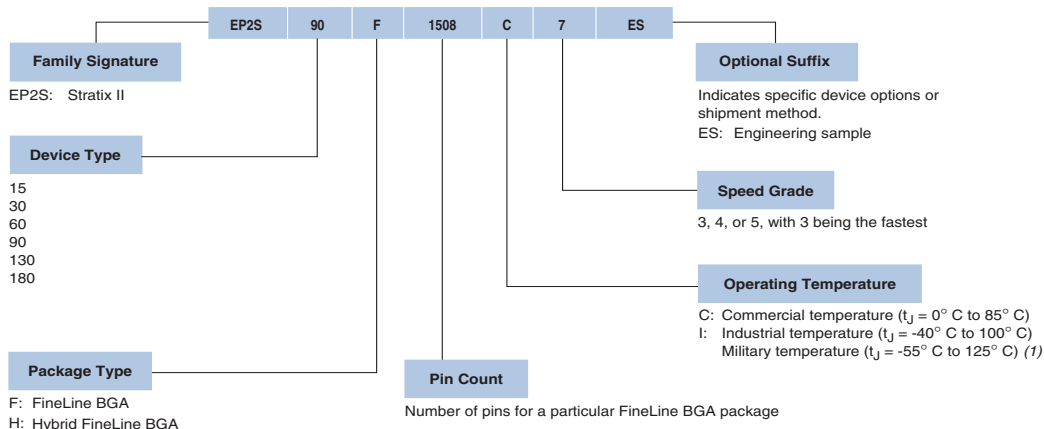 EP2S 90 F 1508 C 7 ES
Family Signature
EP2S: Stratix II
Device Type
15
30
60
90
130
180
Package Type
F: FineLine BGA
H: Hybrid FineLine BGA
Pin Count
Number of pins for a particular FineLine BGA package
Optional Suffix
Indicates specific device options or
shipment method.
ES: Engineering sample
Speed Grade
3, 4, or 5, with 3 being the fastest
Operating Temperature
C: Commercial temperature (tJ = 0° C to 85° C)
I: Industrial temperature (tJ = -40° C to 100° C)
Military temperature (tJ = -55° C to 125° C) (1)